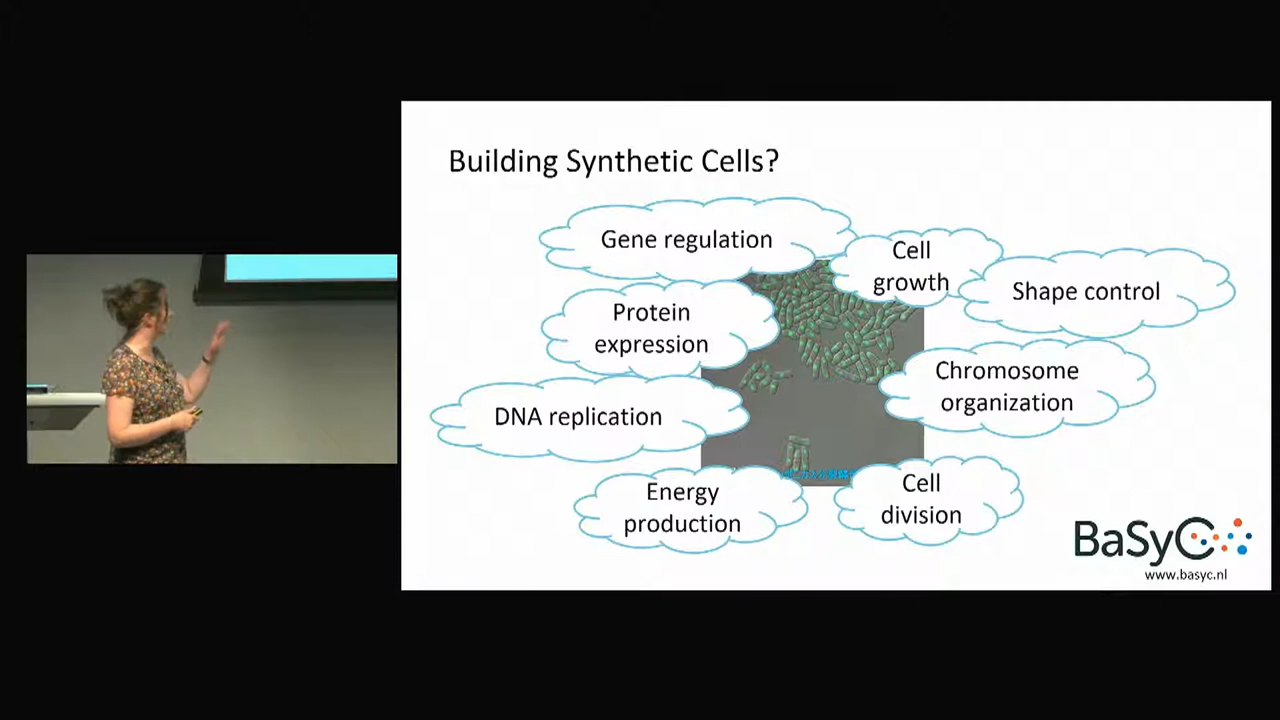 Building Synthetic Cells?
Gene regulation
Cell
growth
Shape control
Protein
expression
Chromosome
organization
DNA replication
Energy
production
Cell
division
BaSyC
www.basyc.nl